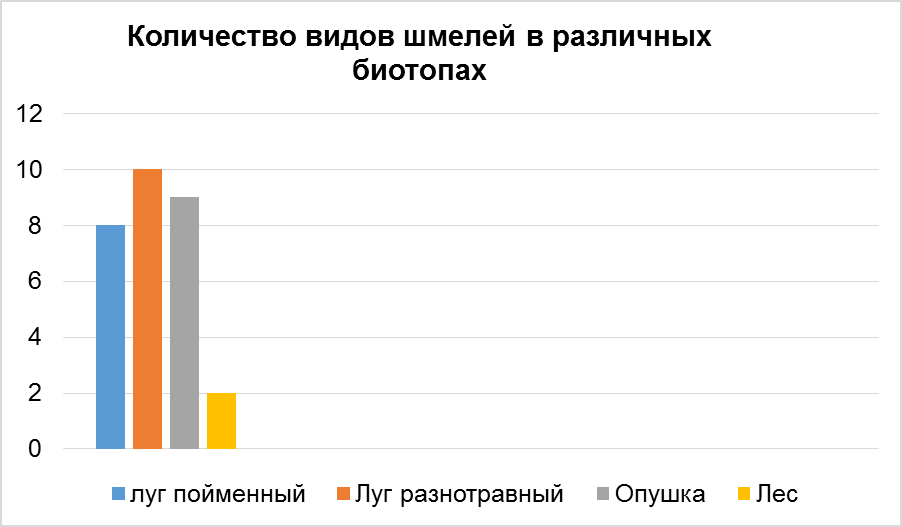 Количество видов шмелей в различных
биотопах
12
10
8
6
4
2
0
луг пойменный Луг разнотравный Опушка Лес